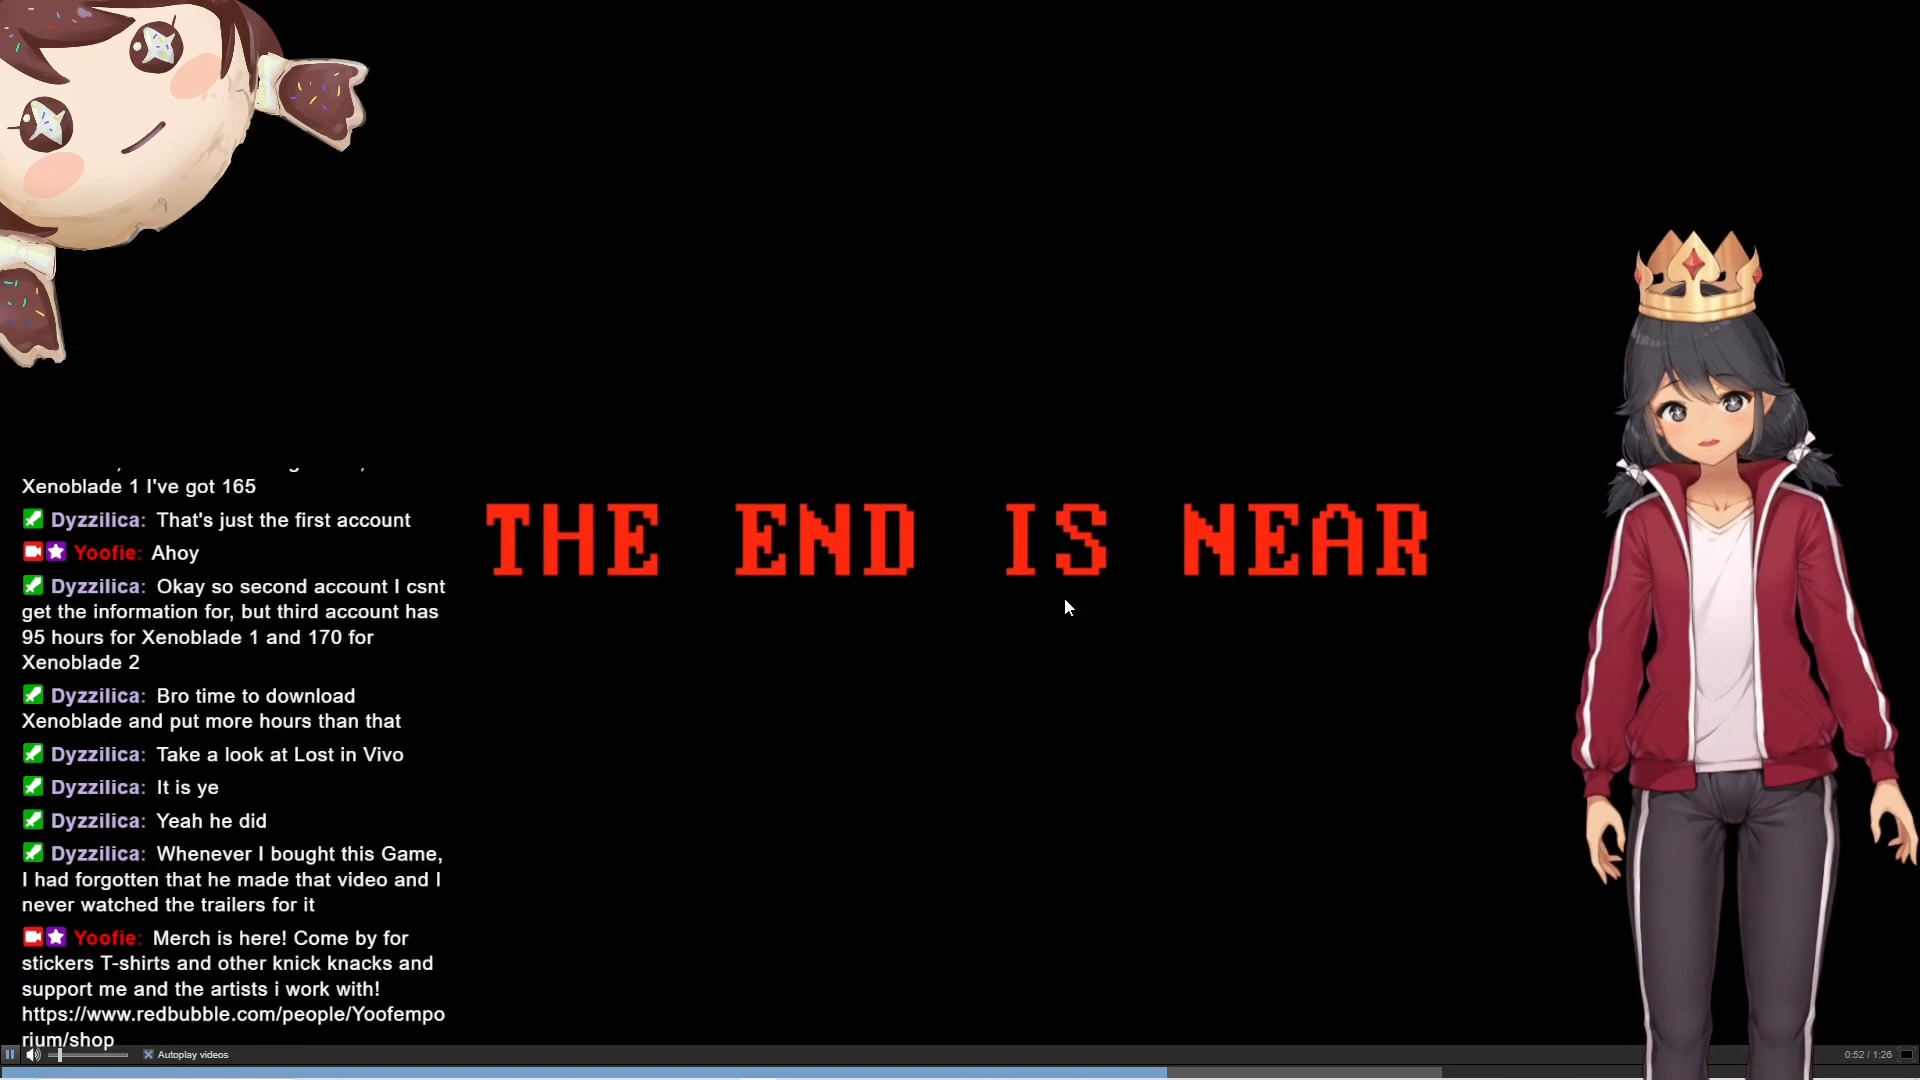 Xenoblade 1 I've got 165
Dyzzilica: That's just the first account
Yoofie: Ahoy
Dyzzilica: Okay so second account I csnt
get the information for, but third account has
95 hours for Xenoblade 1 and 170 for
Xenoblade 2
Dyzzilica: Bro time to download
Xenoblade and put more hours than that
Dyzzilica: Take a look at Lost in Vivo
Dyzzilica: It is ye
Dyzzilica: Yeah he did
Dyzzilica: Whenever I bought this Game,
I had forgotten that he made that video and I
never watched the trailers for it
Yoofie: Merch is here! Come by for
stickers T-shirts and other knick knacks and
support me and the artists i work with!
https://www.redbubble.com/people/Yoofempo
rium/shop
THE END IS NEAR
Autoplay videos
0:52 / 1:26